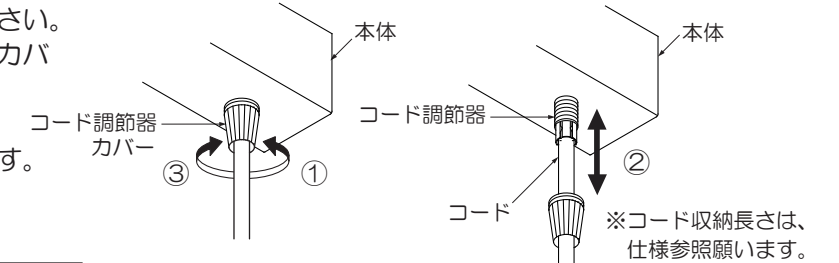 さい。
カバ
す。
本体
コード調節器
カバー
③
①
本体
コード調節器
②
コード
※コード収納長さは、
仕様参照願います。